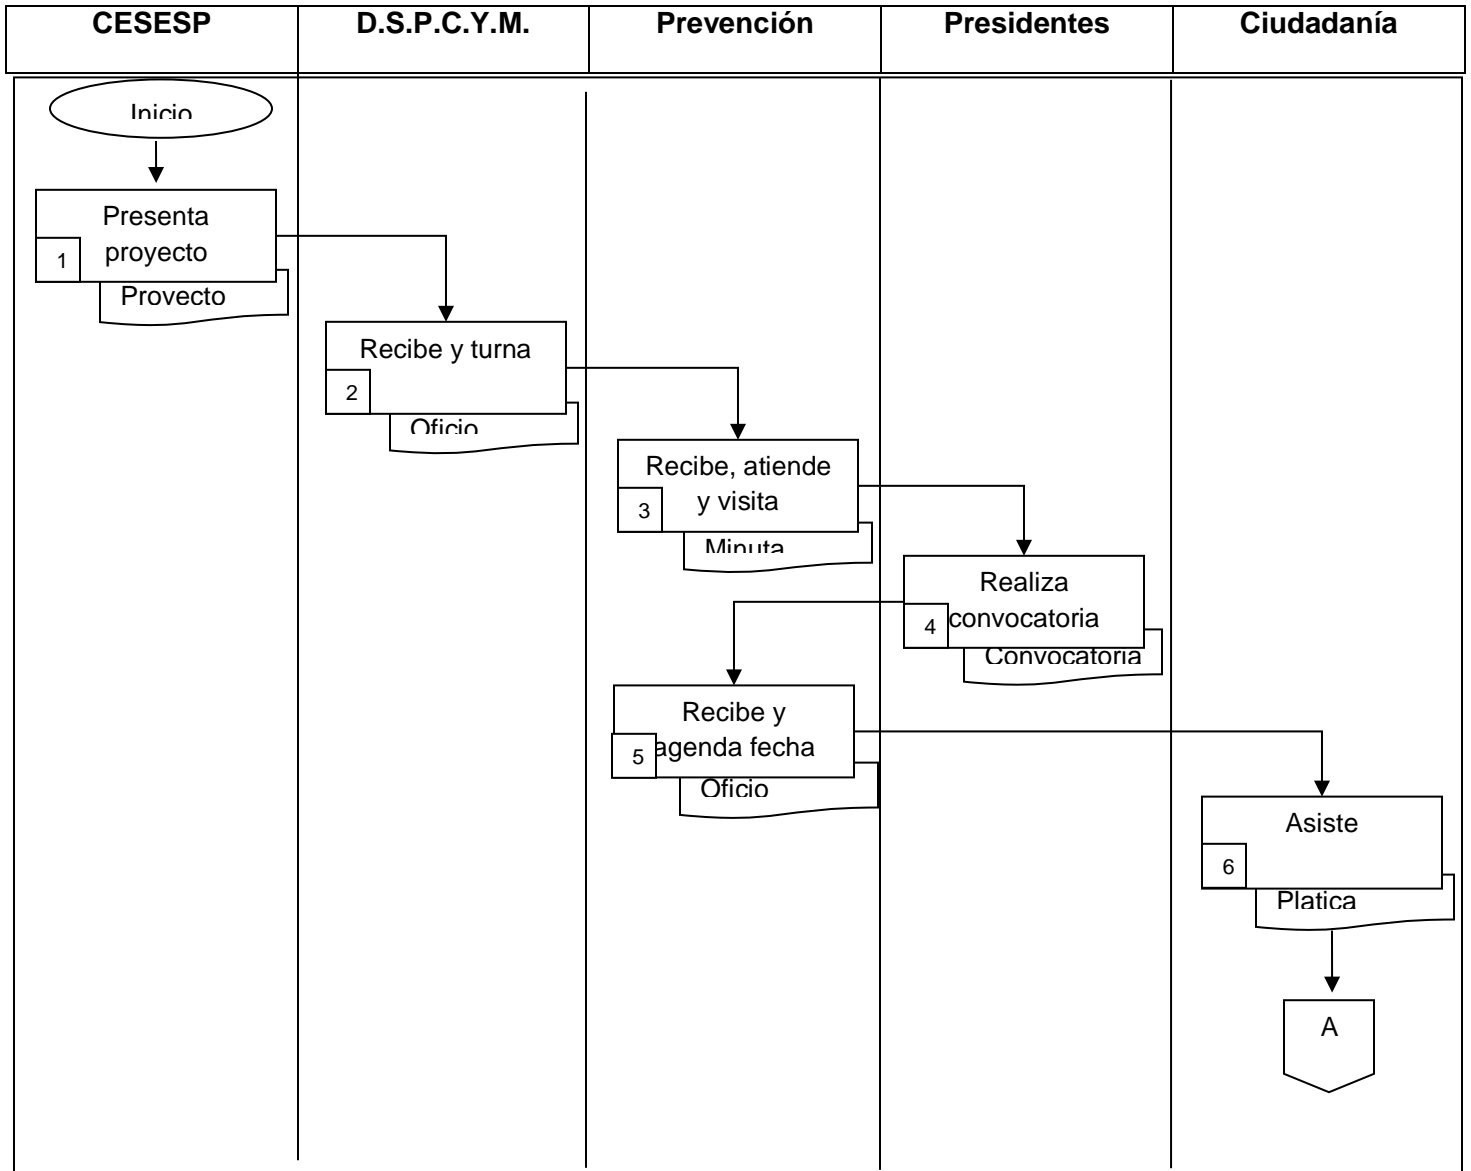 CESESP
D.S.P.C.Y.M.
Prevención
Presidentes
Ciudadanía
Inicio
Presenta
proyecto
1
Proyecto
Recibe y turna
2
Oficio
Recibe, atiende
y visita
3
Minuta
Realiza
convocatoria
4
Convocatoria
Recibe y
agenda fecha
5
Oficio
Asiste
6
Platica
A